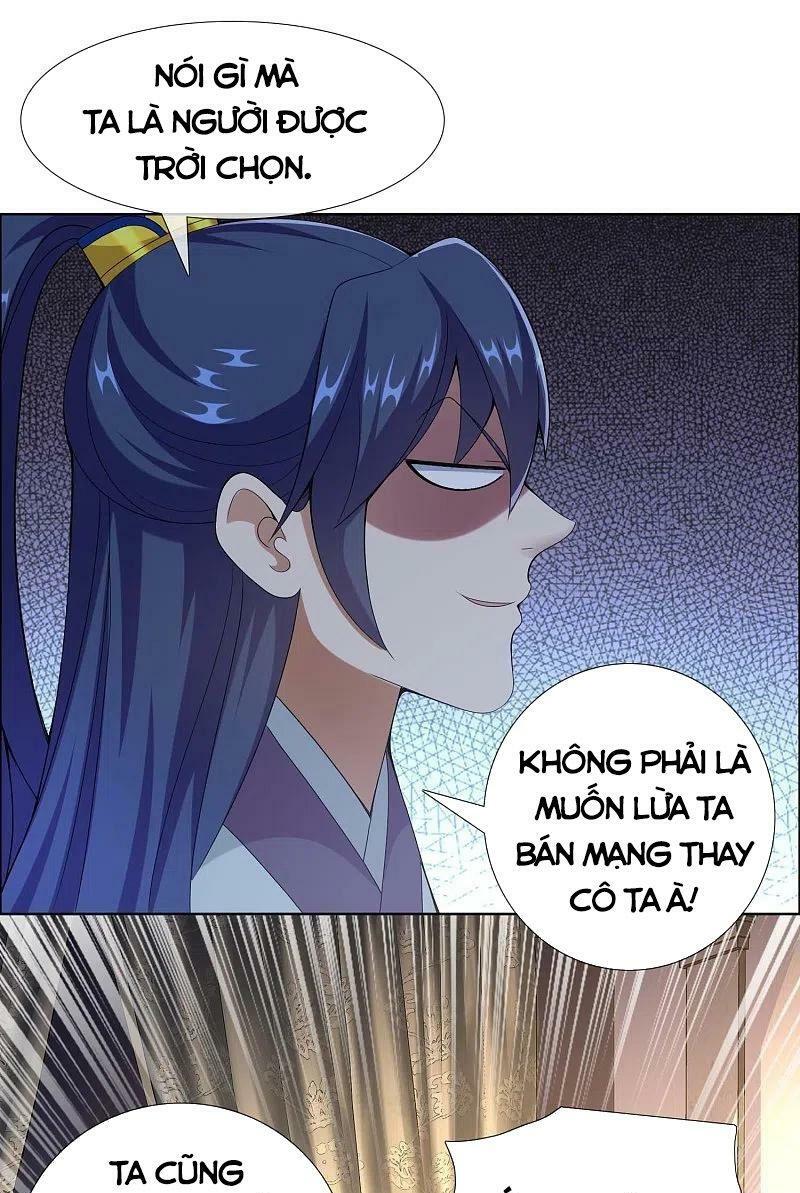 NÓI GÌ MÀ
TA LÀ NGƯỜI ĐƯỢC
TRỜI CHỌN.
KHÔNG PHẢI LÀ
MUỐN LỪA TA
BÁN MẠNG THAY
CÔ TA À!
TA CŨNG